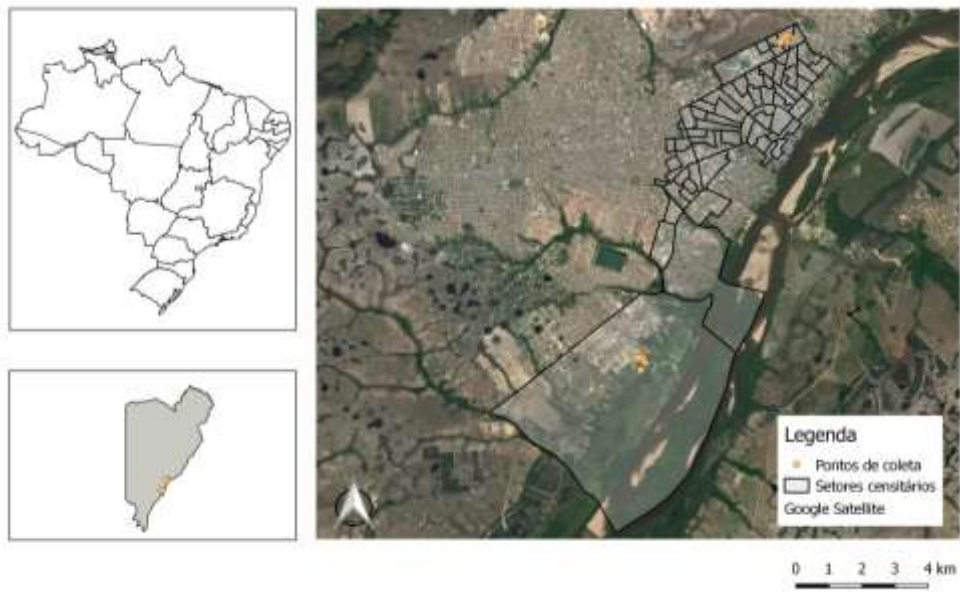 Legenda
Pontos de coleta
Setores censitários
Google Satellite
0 1 2 3 4 km